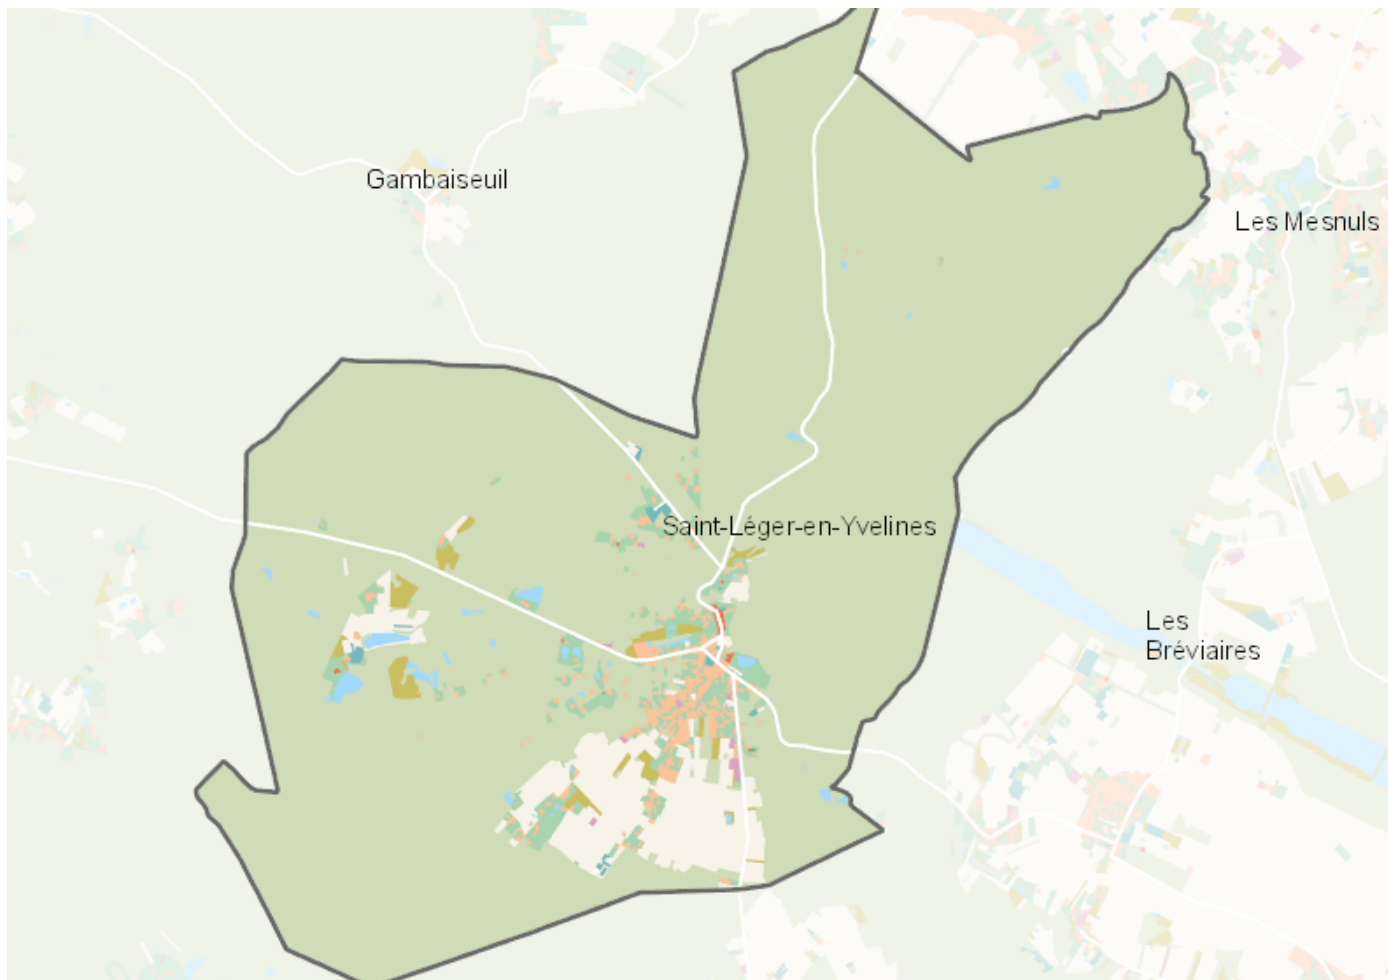 Gambaiseuil
Les Mesnuls
Saint-Léger-en-Yvelines
Les
Bréviaires